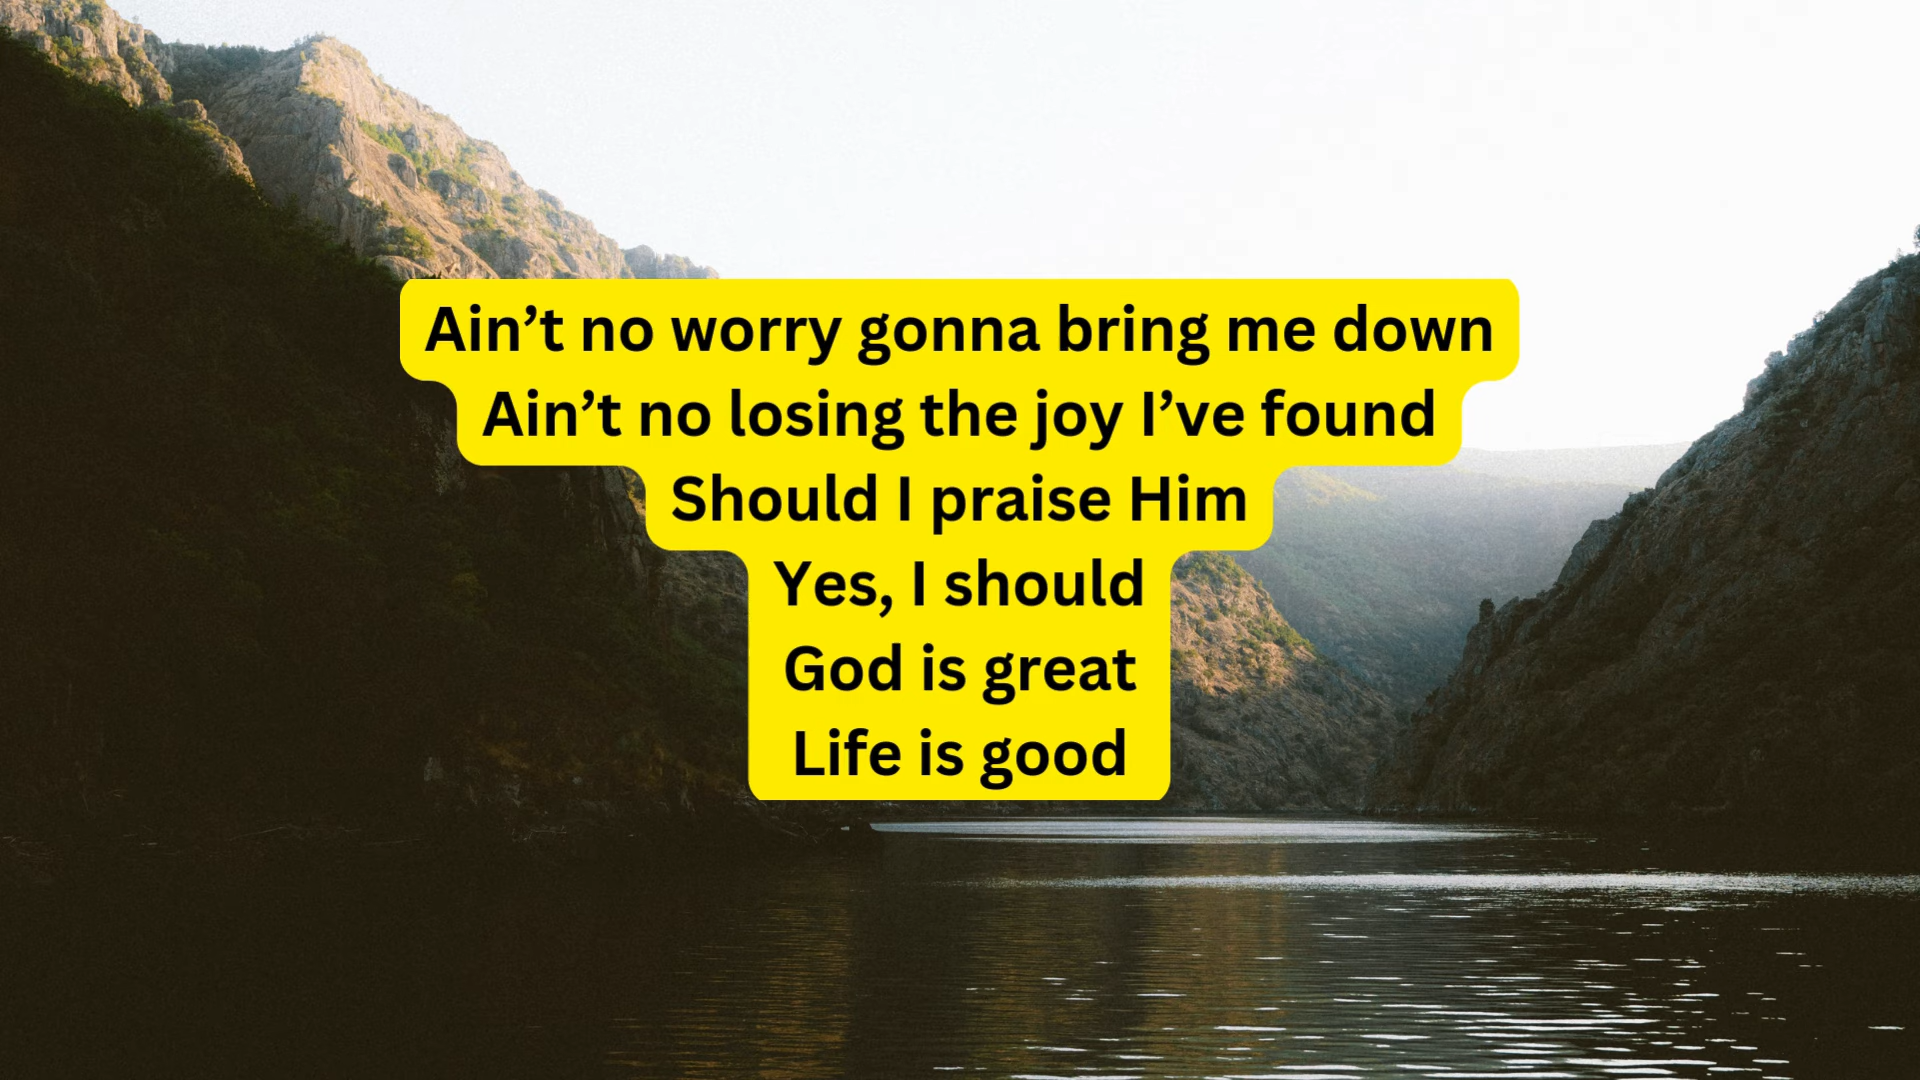 Ain’t no worry gonna bring me down
Ain’t no losing the joy I’ve found
Should I praise Him
Yes, I should
God is great
Life is good